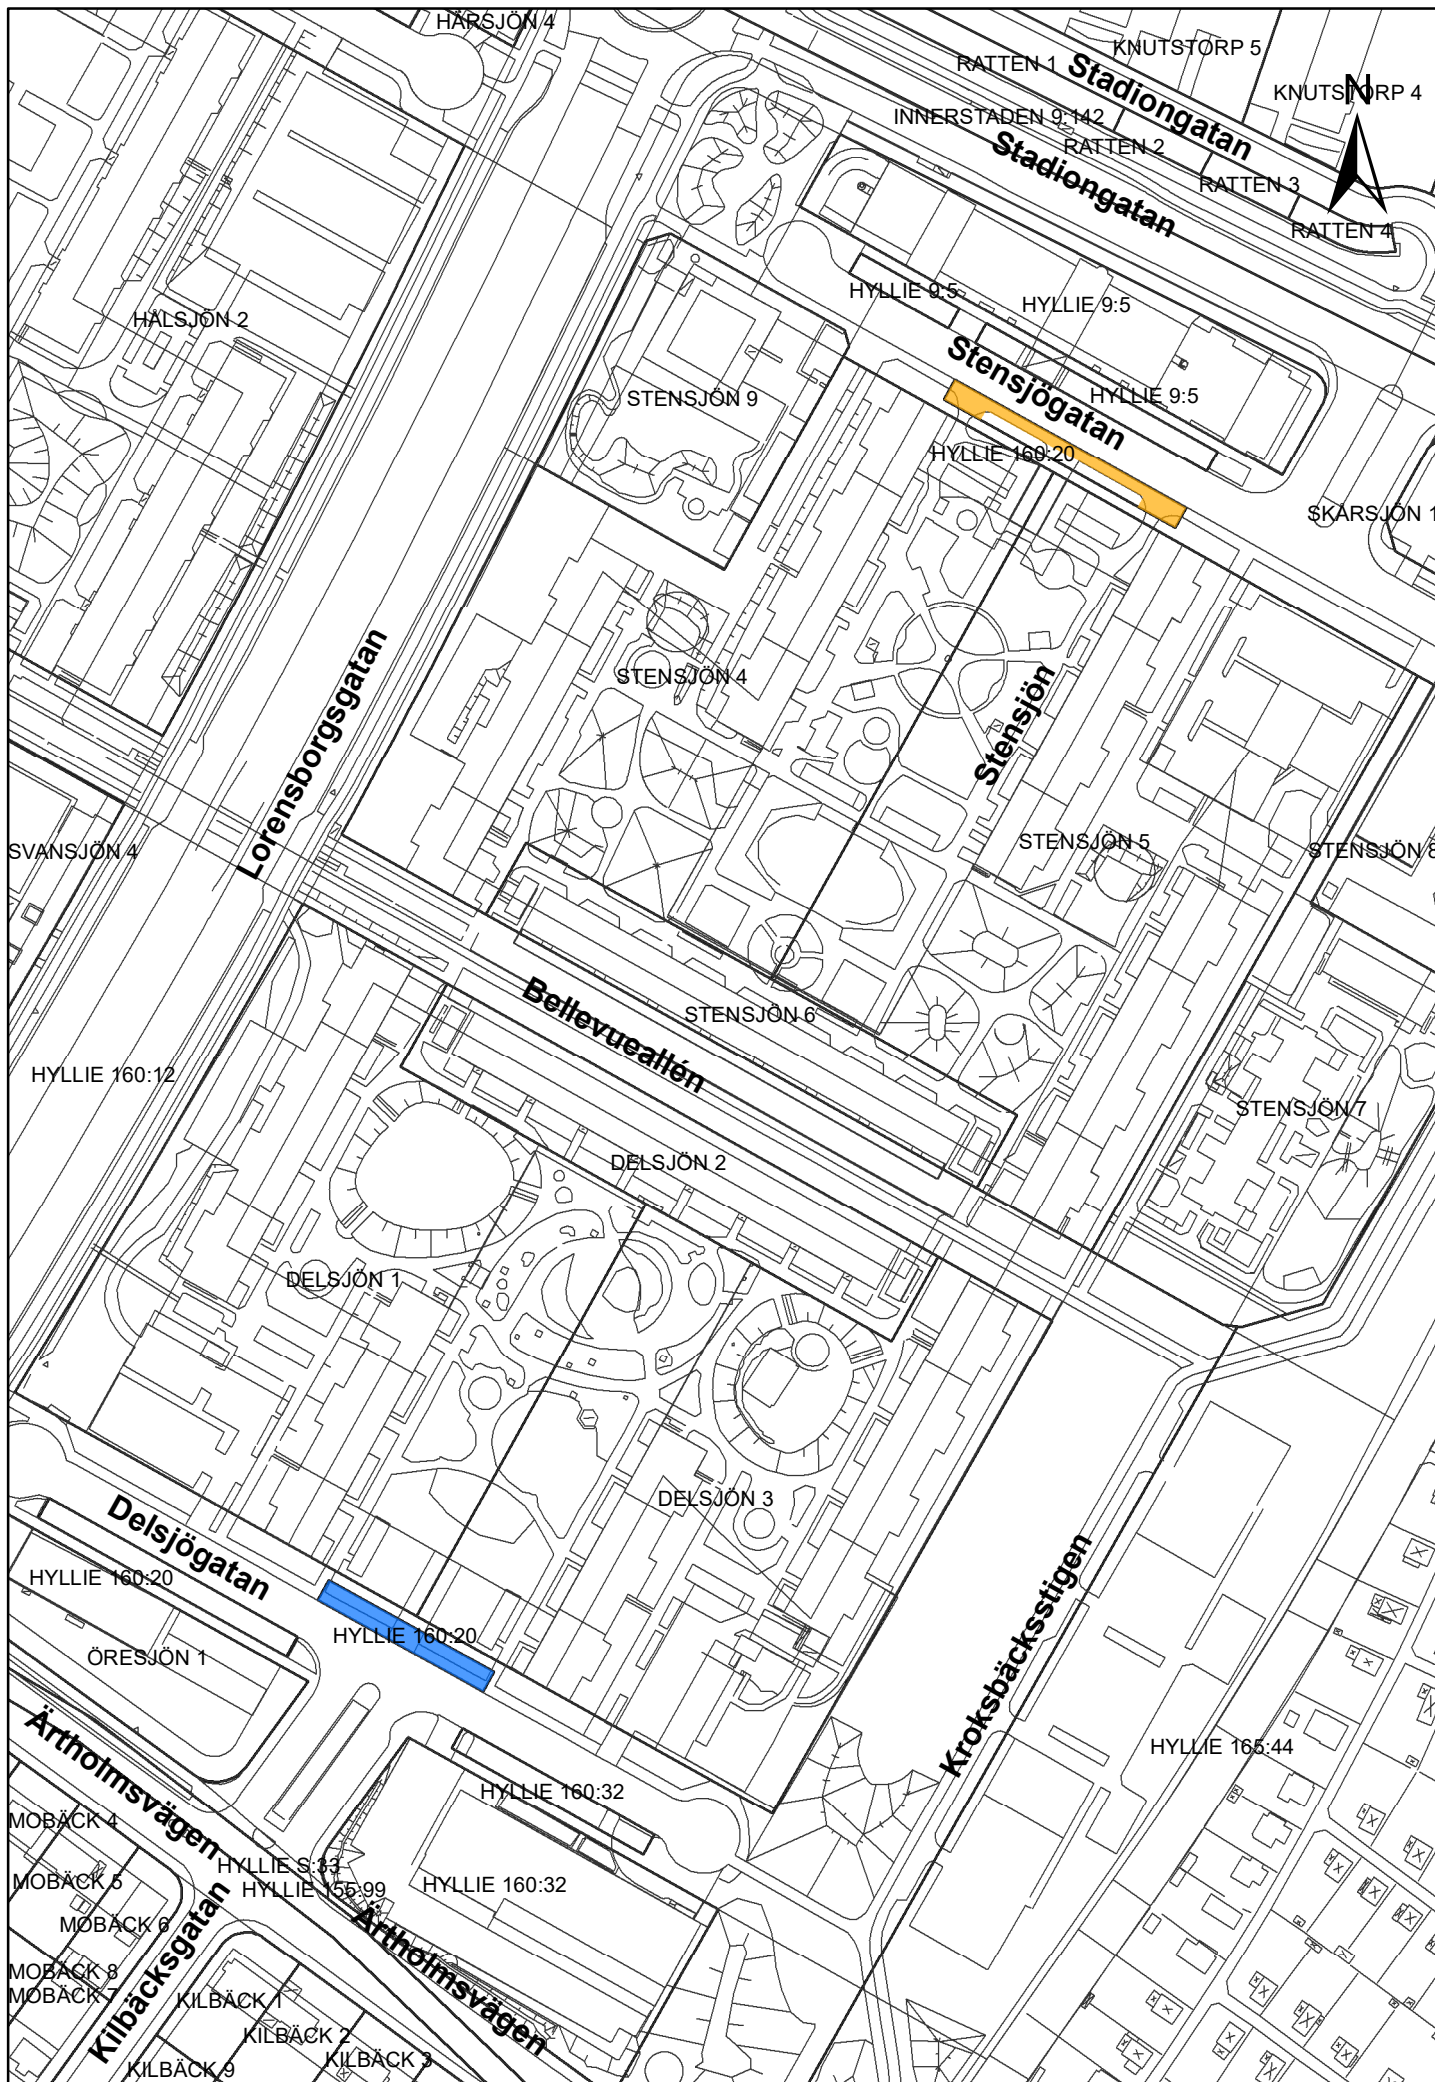 HÄRSJÖN 4
KNUTSTORP 5
RATTEN 1
Stadiongatan
KNUTSTORP 4
N
INNERSTADEN 9:142
RATTEN 2
Stadiongatan
RATTEN 3
RATTEN 4
HYLLIE 9:5
HYLLIE 9:5
HÅLSJÖN 2
Stensjögatan
STENSJÖN 9
HYLLIE 9:5
HYLLIE 160:20
SKÄRSJÖN 1
Lorensborgsgatan
STENSJÖN 4
Stensjön
SVANSJÖN 4
STENSJÖN 5
STENSJÖN 8
Bellevueallén
STENSJÖN 6
HYLLIE 160:12
STENSJÖN 7
DELSJÖN 2
DELSJÖN 1
DELSJÖN 3
Delsjögatan
HYLLIE 160:20
HYLLIE 160:20
ÖRESJÖN 1
Kroksbäcksstigen
HYLLIE 165:44
Ärtholmsvägen
HYLLIE 160:32
MOBÄCK 4
HYLLIE S:33
MOBÄCK 5
HYLLIE 155:99
HYLLIE 160:32
MOBÄCK 6
Ärtholmsvägen
Kilbäcksgatan
MOBÄCK 8
MOBÄCK 7
KILBÄCK 1
KILBÄCK 2
KILBÄCK 3
KILBÄCK 9